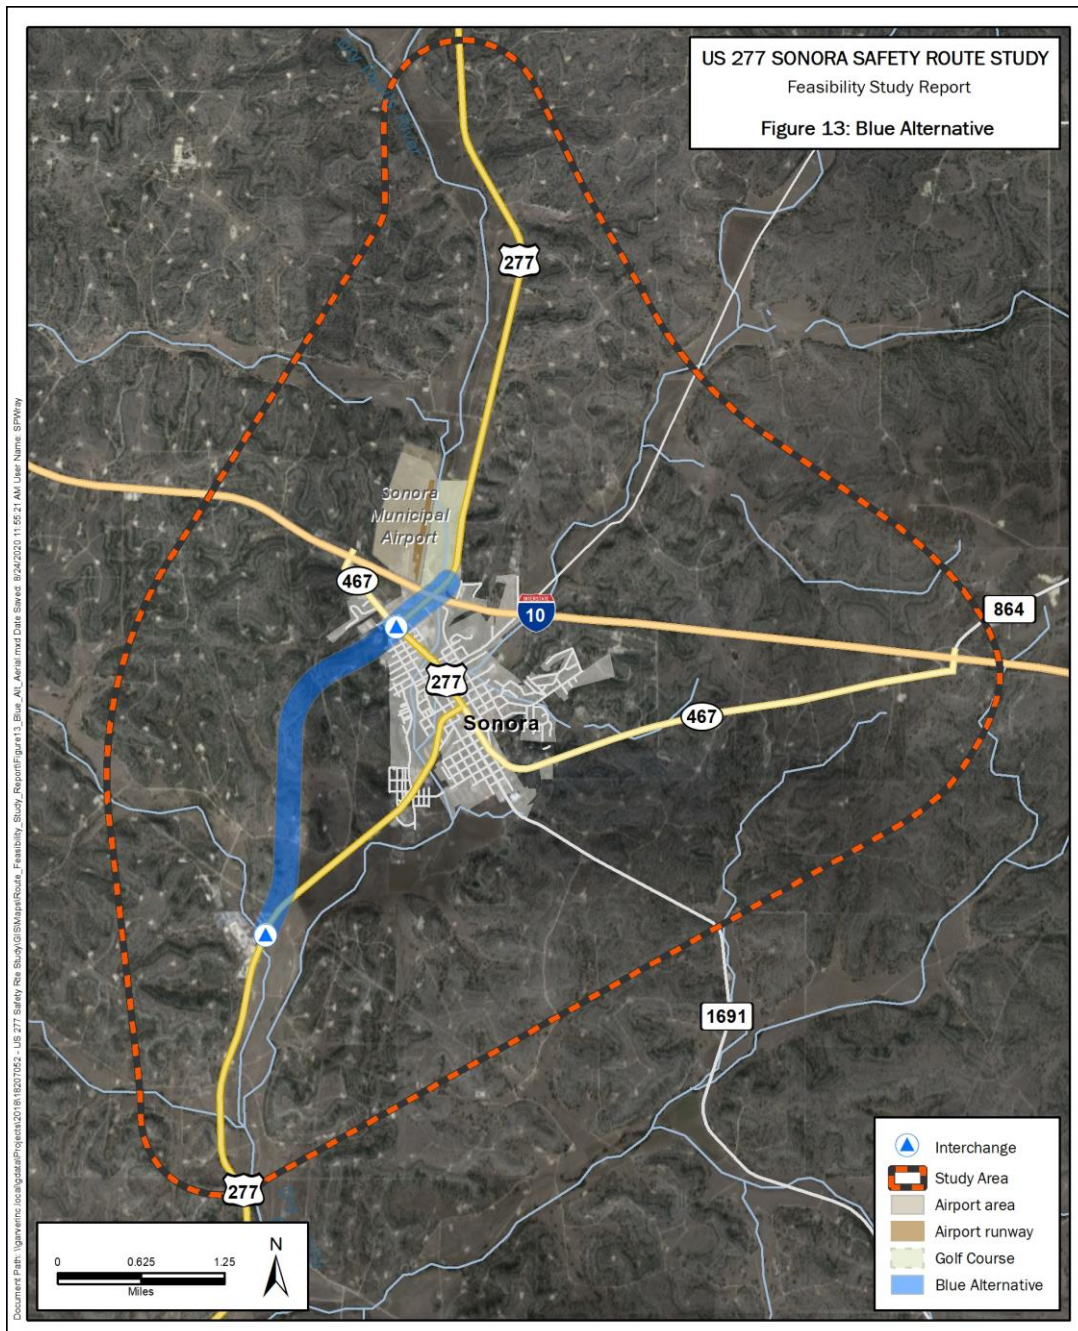 US 277 SONORA SAFETY ROUTE STUDY
Feasibility Study Report
Figure 13: Blue Alternative
277
Sonora
Municipal
Airport
467
INTERSTATE
10
864
277
Sonora
467
1691
277
Interchange
Study Area
Airport area
Airport runway
Golf Course
Blue Alternative
0 0.625 1.25
Miles
N